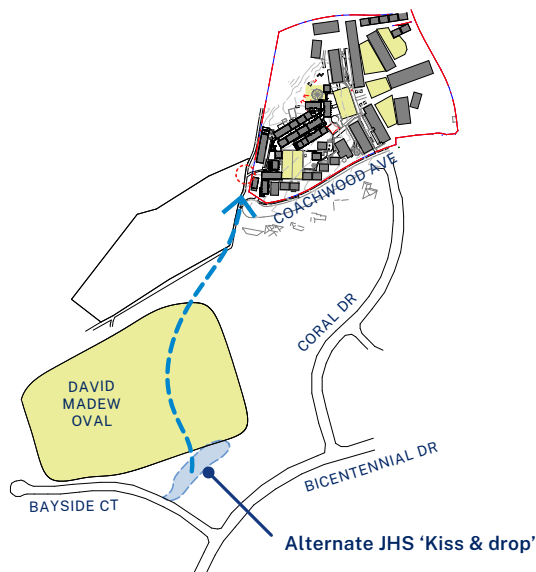 COACHWOOD AVE
CORAL DR
DAVID
MADEW
OVAL
BICENTENNIAL DR
BAYSIDE CT
Alternate JHS ‘Kiss & drop’